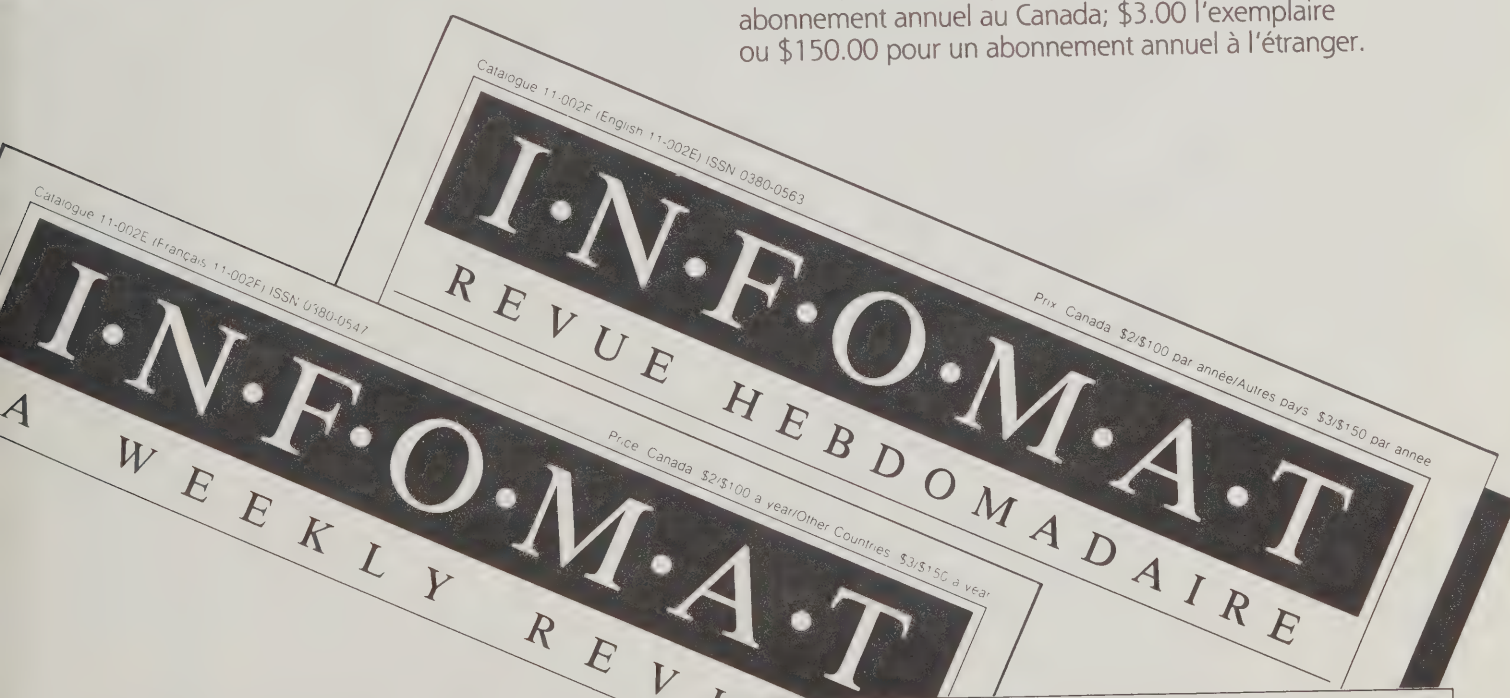 abonnement annuel au Canada; $3.00 l'exemplaire
ou $150.00 pour un abonnement annuel à l'étranger.
Catalogue 11-002F (English 11-002E) ISSN 0380-0563
I•N•F•O•M•A•T
Prix Canada $2/$100 par année/Autres pays $3/$150 par année
REVUE HEBDOMADAIRE
Catalogue 11-002E (Français 11-002F) ISSN 0380-0547
I•N•F•O•M•A•T
Price Canada $2/$100 a year/Other Countries $3/$150 a year
A WEEKLY REVI